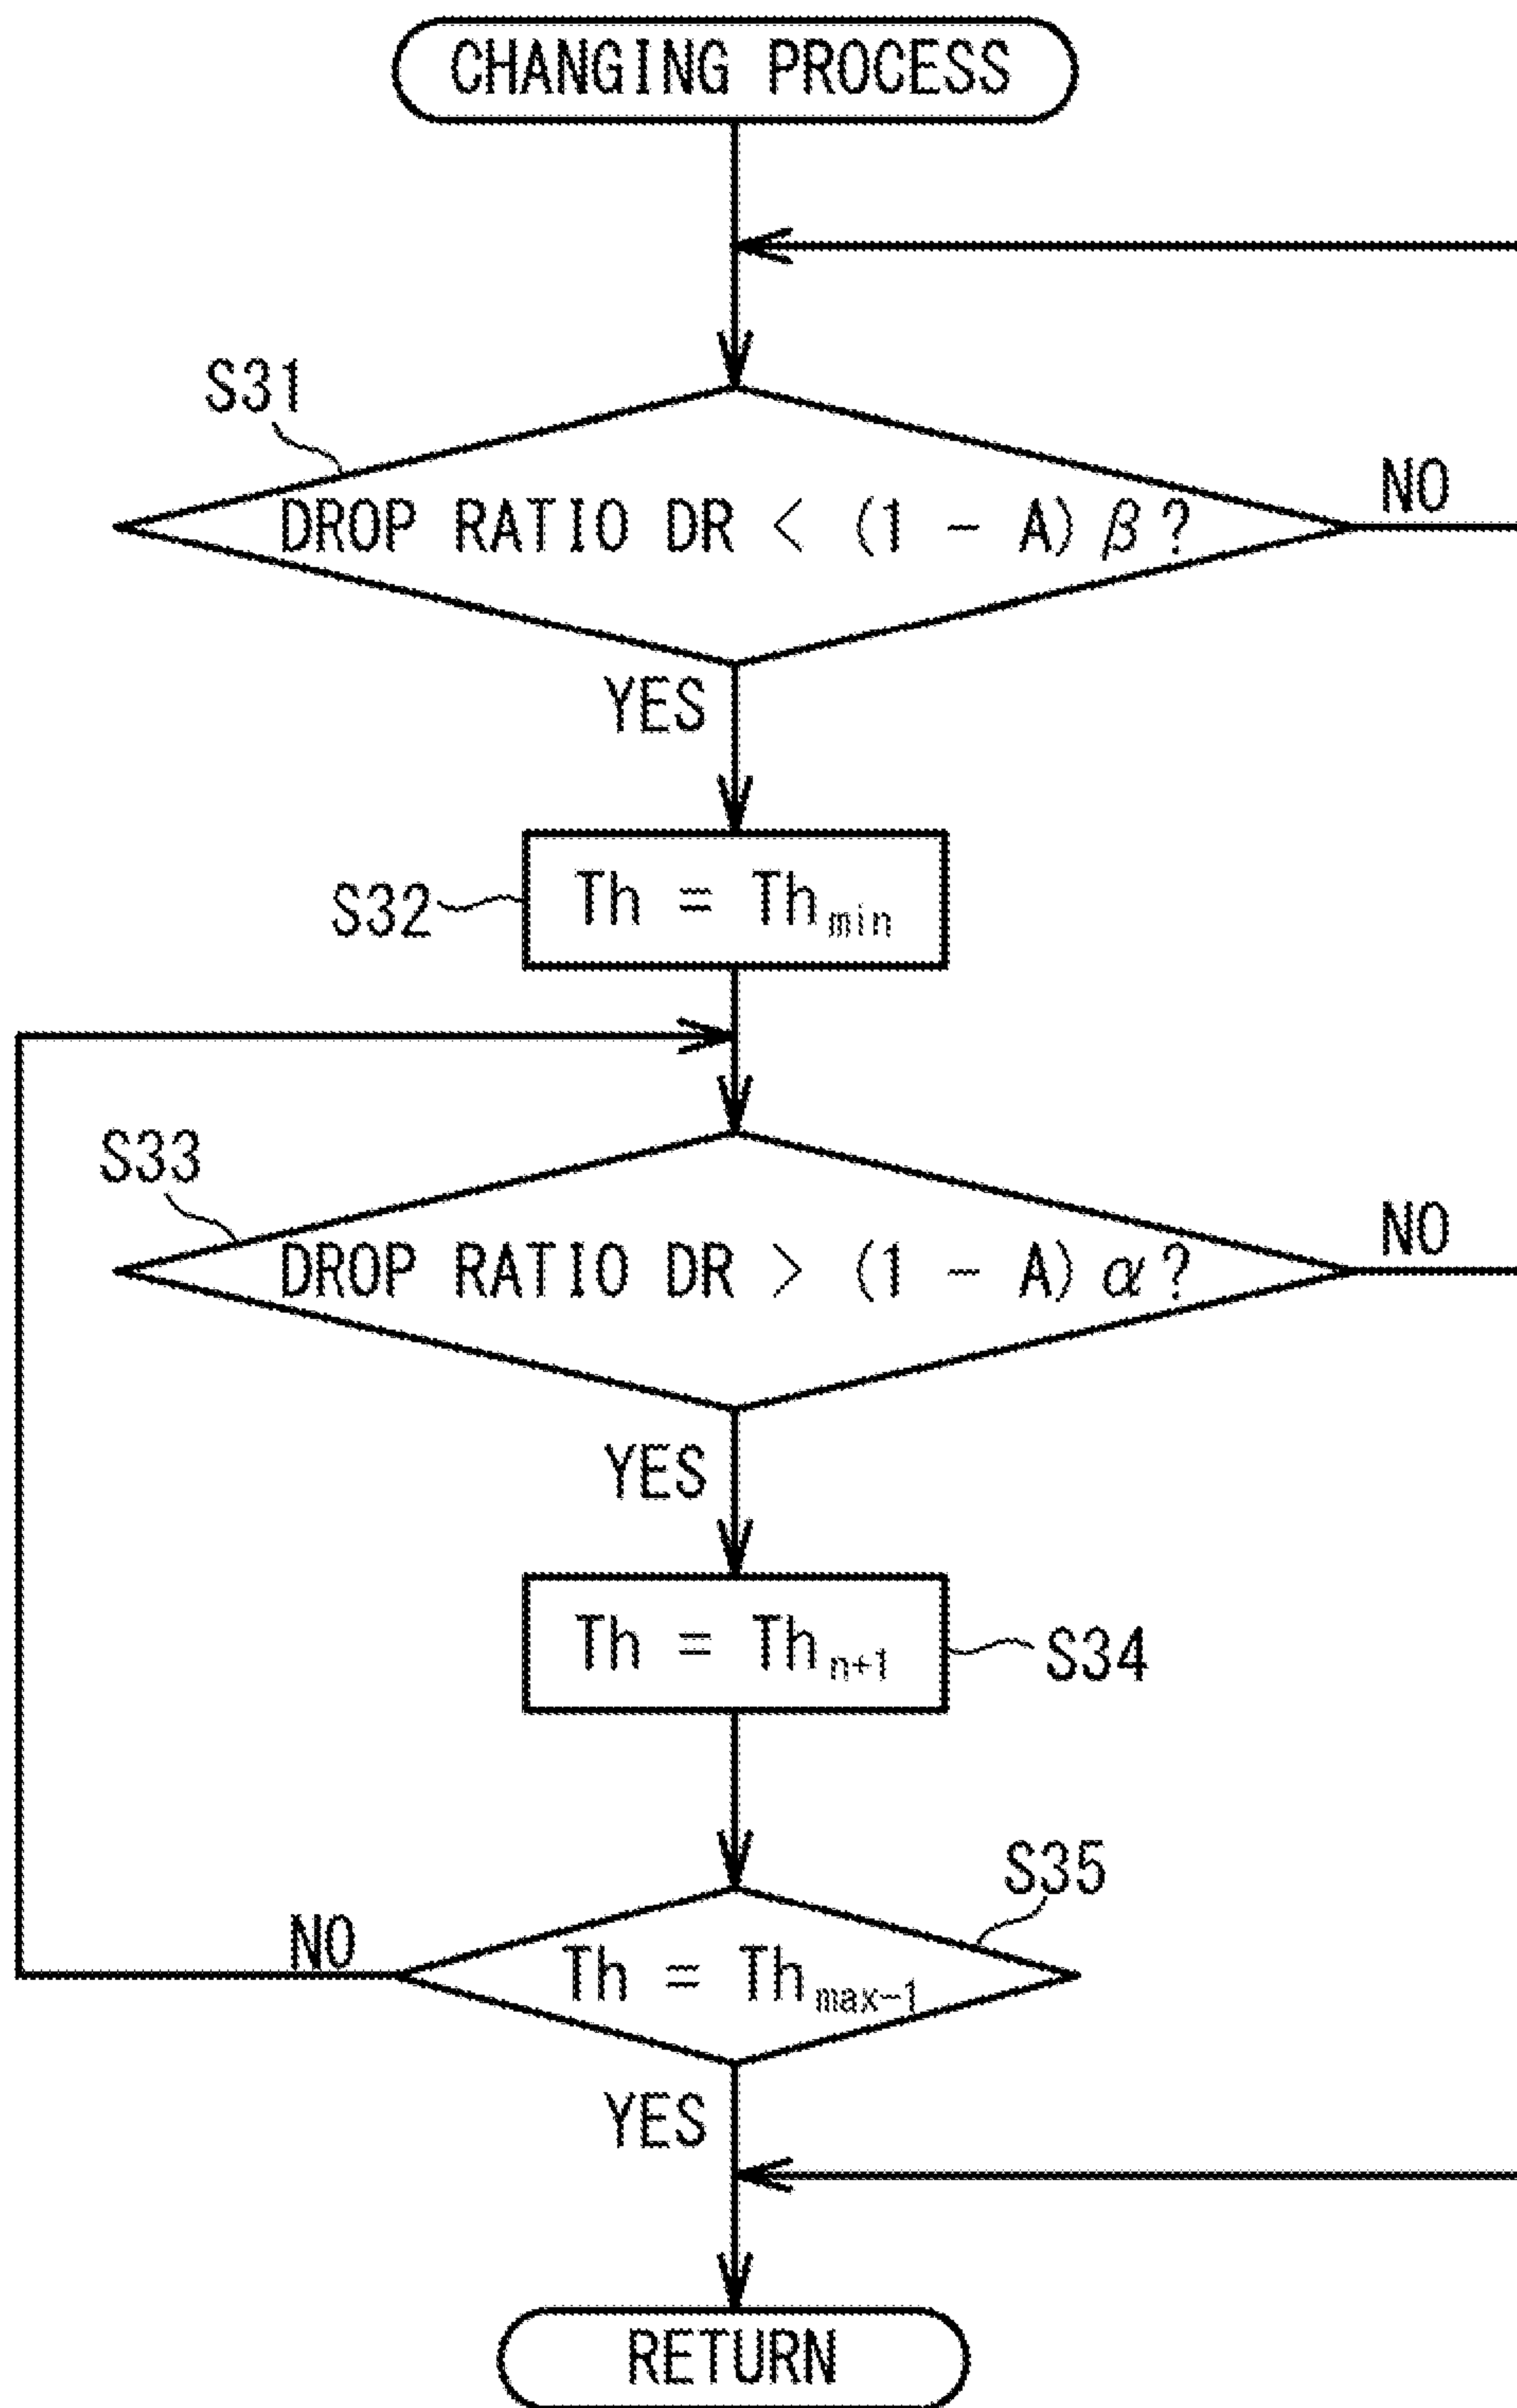 CHANGING PROCESS
S31
DROP RATIO DR < (1 - A) β?
NO
YES
S32
Th = Thmin
S33
DROP RATIO DR > (1 - A) α?
NO
YES
Th = Thn+1
S34
S35
NO
Th = Thmax-1
YES
RETURN